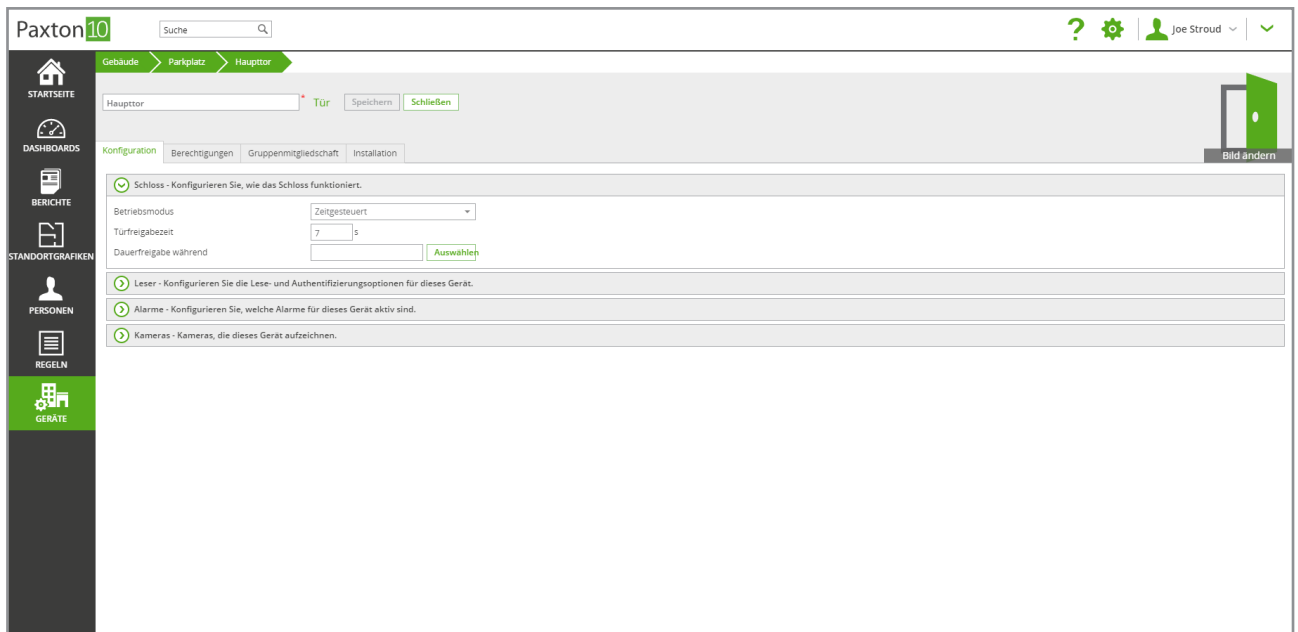 Paxton10
Suche
? Joe Stroud
STARTSEITE
DASHBOARDS
BERICHTE
STANDORTGRAFIKEN
PERSONEN
REGELN
GERÄTE
Gebäude Parkplatz Haupttor
Haupttor * Tür Speichern Schließen
Bild ändern
Konfiguration Berechtigungen Gruppenmitgliedschaft Installation
Schloss - Konfigurieren Sie, wie das Schloss funktioniert.
Betriebsmodus Zeitgesteuert
Türfreigabezeit 7 s
Dauerfreigabe während Auswählen
Leser - Konfigurieren Sie die Lese- und Authentifizierungsoptionen für dieses Gerät.
Alarme - Konfigurieren Sie, welche Alarme für dieses Gerät aktiv sind.
Kameras - Kameras, die dieses Gerät aufzeichnen.